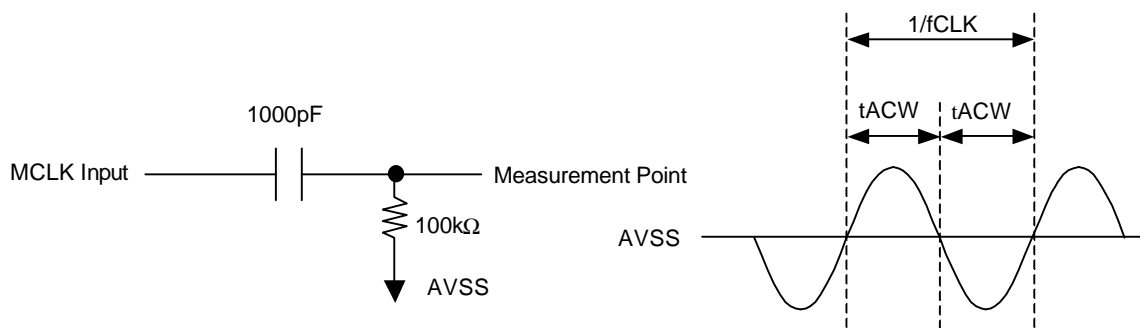 1000pF
MCLK Input
Measurement Point
100kΩ
AVSS
1/fCLK
tACW tACW
AVSS